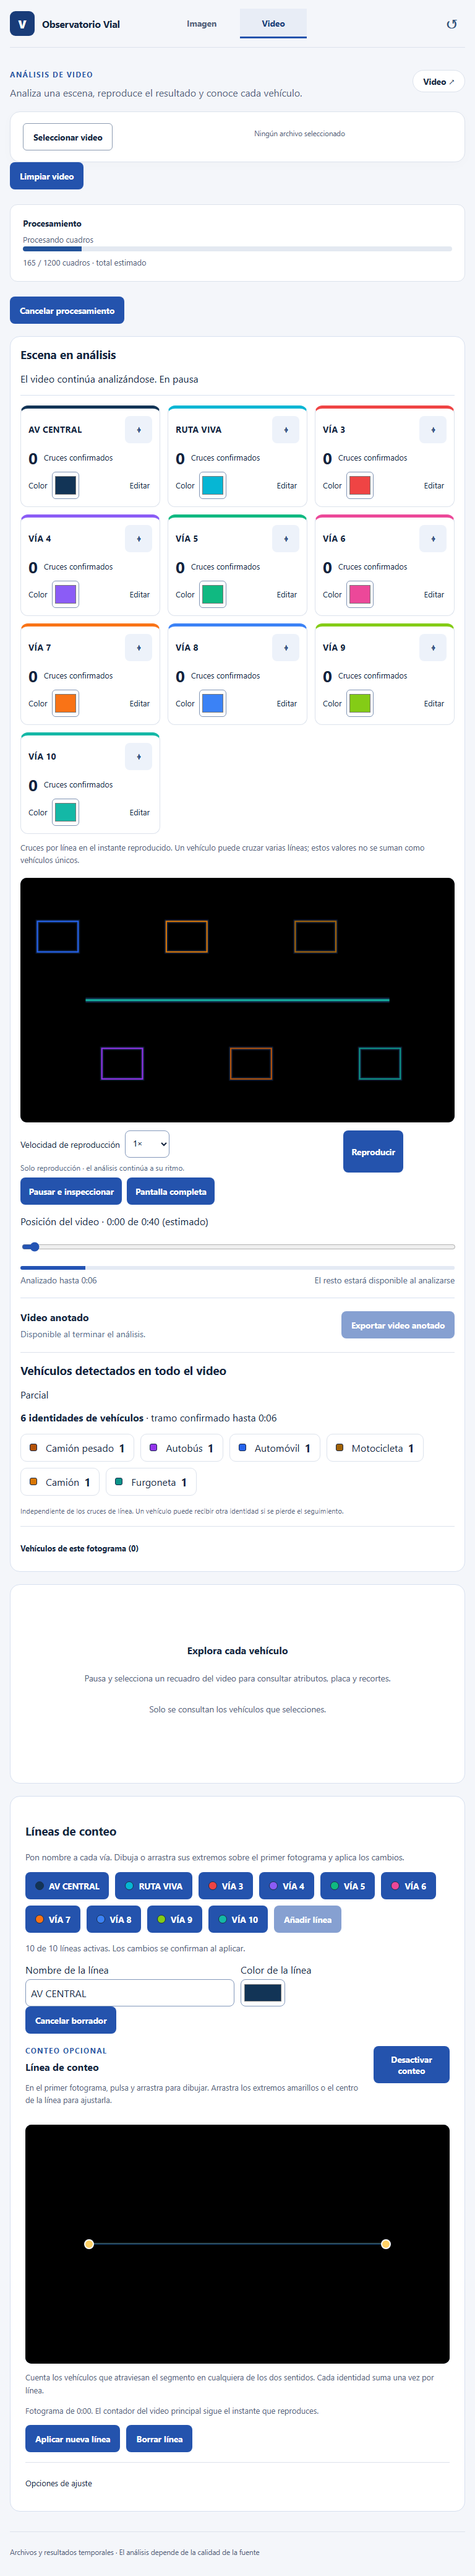 V Observatorio Vial Imagen Video ↺
ANÁLISIS DE VIDEO
Video ↗
Analiza una escena, reproduce el resultado y conoce cada vehículo.
Seleccionar video
Ningún archivo seleccionado
Limpiar video
Procesamiento
Procesando cuadros
165 / 1200 cuadros · total estimado
Cancelar procesamiento
Escena en análisis
El video continúa analizándose. En pausa
AV CENTRAL
0 Cruces confirmados
Color Editar
RUTA VIVA
0 Cruces confirmados
Color Editar
VÍA 3
0 Cruces confirmados
Color Editar
VÍA 4
0 Cruces confirmados
Color Editar
VÍA 5
0 Cruces confirmados
Color Editar
VÍA 6
0 Cruces confirmados
Color Editar
VÍA 7
0 Cruces confirmados
Color Editar
VÍA 8
0 Cruces confirmados
Color Editar
VÍA 9
0 Cruces confirmados
Color Editar
VÍA 10
0 Cruces confirmados
Color Editar
Cruces por línea en el instante reproducido. Un vehículo puede cruzar varias líneas; estos valores no se suman como
vehículos únicos.
Velocidad de reproducción 1×
Reproducir
Solo reproducción · el análisis continúa a su ritmo.
Pausar e inspeccionar Pantalla completa
Posición del video · 0:00 de 0:40 (estimado)
Analizado hasta 0:06 El resto estará disponible al analizarse
Video anotado
Disponible al terminar el análisis.
Exportar video anotado
Vehículos detectados en todo el video
Parcial
6 identidades de vehículos · tramo confirmado hasta 0:06
Camión pesado 1 Autobús 1 Automóvil 1 Motocicleta 1
Camión 1 Furgoneta 1
Independiente de los cruces de línea. Un vehículo puede recibir otra identidad si se pierde el seguimiento.
Vehículos de este fotograma (0)
Explora cada vehículo
Pausa y selecciona un recuadro del video para consultar atributos, placa y recortes.
Solo se consultan los vehículos que selecciones.
Líneas de conteo
Pon nombre a cada vía. Dibuja o arrastra sus extremos sobre el primer fotograma y aplica los cambios.
AV CENTRAL RUTA VIVA VÍA 3 VÍA 4 VÍA 5 VÍA 6
VÍA 7 VÍA 8 VÍA 9 VÍA 10 Añadir línea
10 de 10 líneas activas. Los cambios se confirman al aplicar.
Nombre de la línea Color de la línea
AV CENTRAL
Cancelar borrador
CONTEO OPCIONAL
Línea de conteo
Desactivar
conteo
En el primer fotograma, pulsa y arrastra para dibujar. Arrastra los extremos amarillos o el centro
de la línea para ajustarla.
Cuenta los vehículos que atraviesan el segmento en cualquiera de los dos sentidos. Cada identidad suma una vez por
línea.
Fotograma de 0:00. El contador del video principal sigue el instante que reproduces.
Aplicar nueva línea Borrar línea
Opciones de ajuste
Archivos y resultados temporales · El análisis depende de la calidad de la fuente